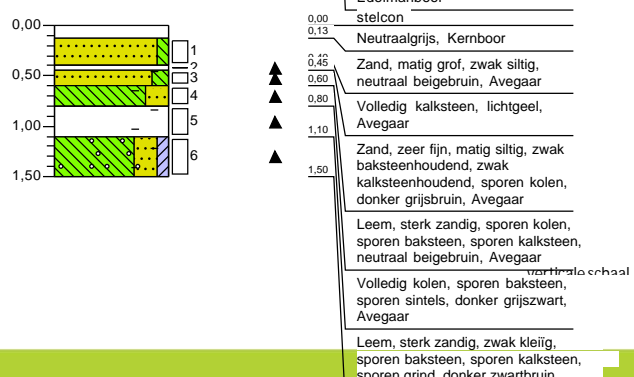 Edelmanboor
0,00
0,50
1,00
1,50
1
2
3
4
5
6
0,00
0,13
0,40
0,45
0,60
0,80
1,10
1,50
stelcon
Neutraalgrijs, Kernboor
Zand, matig grof, zwak siltig,
neutraal beigebruin, Avegaar
Volledig kalksteen, lichtgeel,
Avegaar
Zand, zeer fijn, matig siltig, zwak
baksteenhoudend, zwak
kalksteenhoudend, sporen kolen,
donker grijsbruin, Avegaar
Leem, sterk zandig, sporen kolen,
sporen baksteen, sporen kalksteen,
neutraal beigebruin, Avegaar
verticale schaal
Volledig kolen, sporen baksteen,
sporen sintels, donker grijszwart,
Avegaar
Leem, sterk zandig, zwak kleiïg,
sporen baksteen, sporen kalksteen,
sporen grind, donker zwartbruin